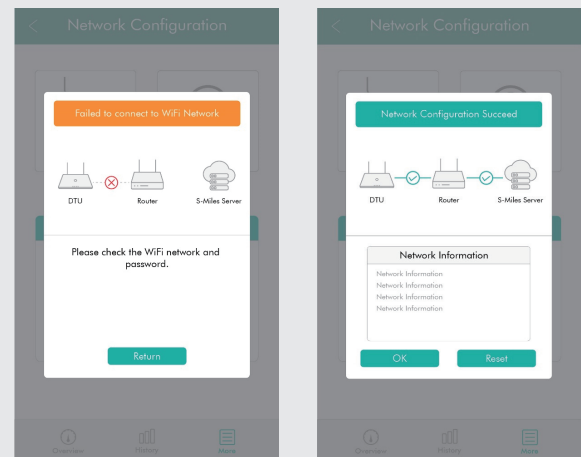 Network Configuration
Failed to connect to WiFi Network
DTU
Router
S-Miles Server
Please check the WiFi network and
password.
Return
Overview
History
More
Network Configuration
Network Configuration Succeed
DTU
Router
S-Miles Server
Network Information
Network Information
Network Information
Network Information
Network Information
OK
Reset
Overview
History
More